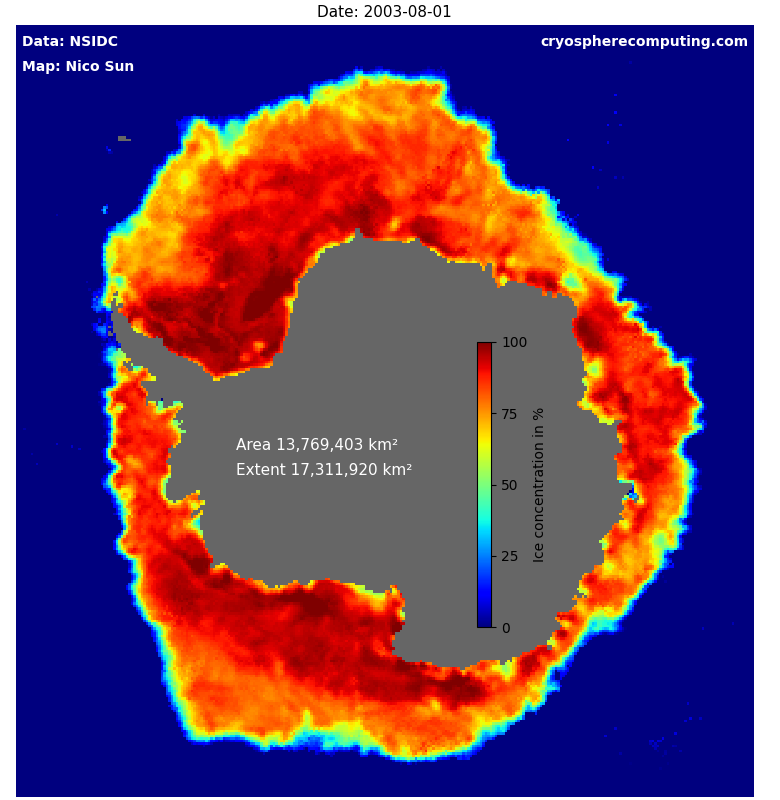 Date: 2003-08-01
Data: NSIDC
cryospherecomputing.com
Map: Nico Sun
100
75
50
25
0
Ice concentration in %
Area 13,769,403 km²
Extent 17,311,920 km²